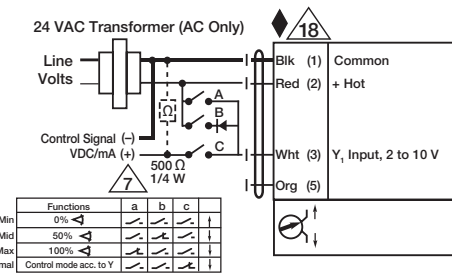 24 VAC Transformer (AC Only)
18
Line
Volts
Blk (1) Common
Red (2) + Hot
A
Ω
B
C
Control Signal (–)
VDC/mA (+)
Wht (3) Y₁ Input, 2 to 10 V
500 Ω
1/4 W
7
Org (5)
Functions a b c
Min 0%
Mid 50%
Max 100%
mal Control mode acc. to Y